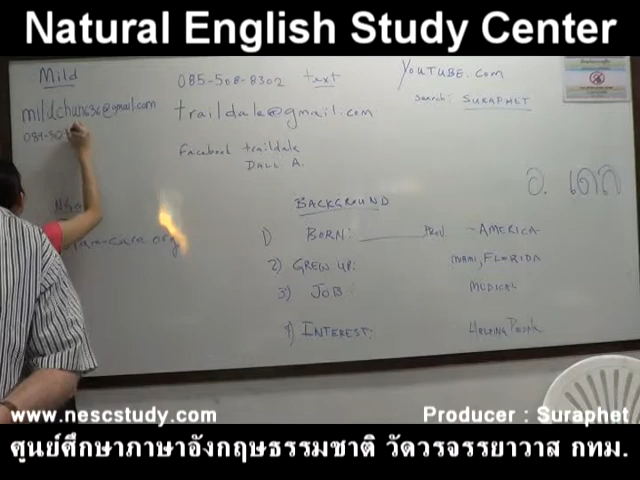 Natural English Study Center
Mild
085-508-8302 text
YOUTUBE.com
search: SURAPHET
traildale@gmail.com
Facebook traildale
DALE A.
อ. เดล
BACKGROUND
1) BORN: ________ - AMERICA
2) GREW UP: MIAMI, FLORIDA
3) JOB: MEDICAL
4) INTEREST: HELPING People
www.nescstudy.com
Producer : Suraphet
ศูนย์ศึกษาภาษาอังกฤษธรรมชาติ วัดวรจรรยาวาส กทม.